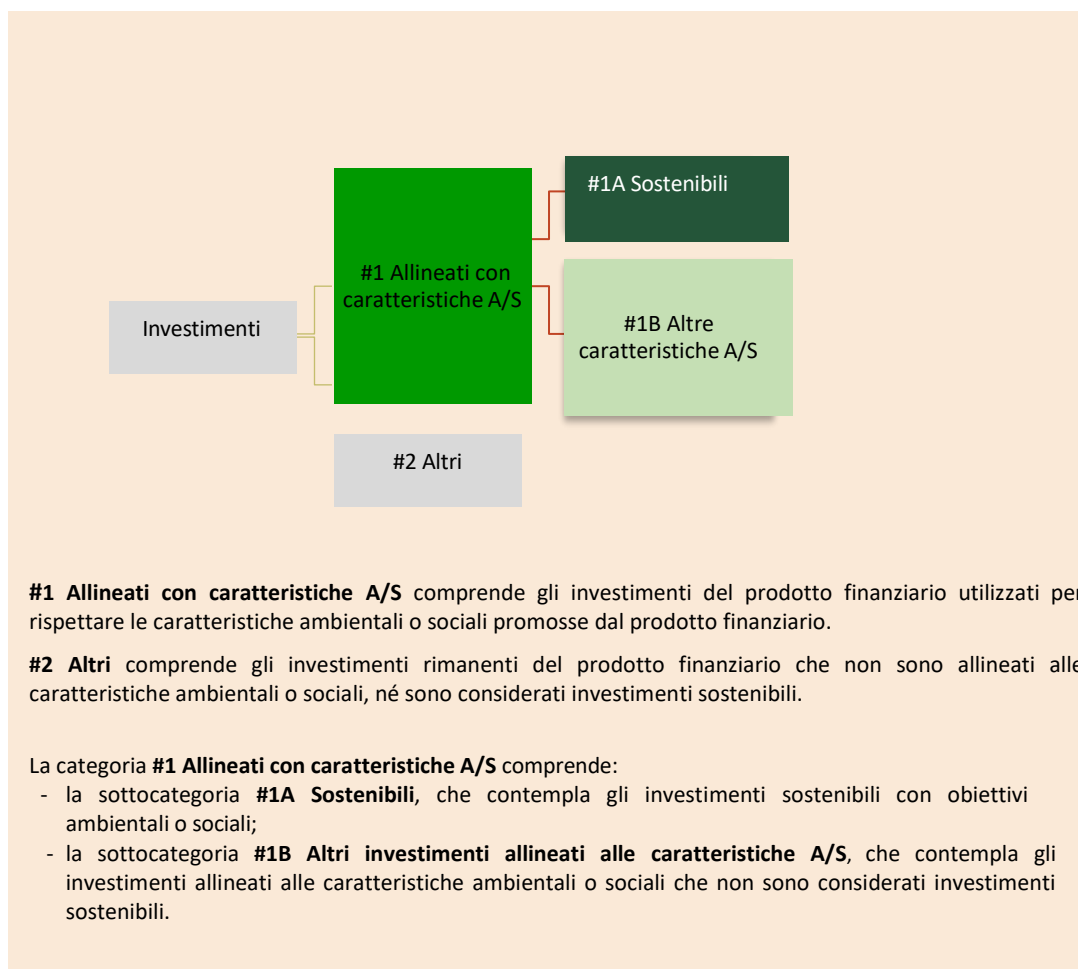 #1A Sostenibili
#1 Allineati con
caratteristiche A/S
Investimenti
#1B Altre
caratteristiche A/S
#2 Altri
#1 Allineati con caratteristiche A/S comprende gli investimenti del prodotto finanziario utilizzati per
rispettare le caratteristiche ambientali o sociali promosse dal prodotto finanziario.
#2 Altri comprende gli investimenti rimanenti del prodotto finanziario che non sono allineati alle
caratteristiche ambientali o sociali, né sono considerati investimenti sostenibili.
La categoria #1 Allineati con caratteristiche A/S comprende:
- la sottocategoria #1A Sostenibili, che contempla gli investimenti sostenibili con obiettivi
ambientali o sociali;
- la sottocategoria #1B Altri investimenti allineati alle caratteristiche A/S, che contempla gli
investimenti allineati alle caratteristiche ambientali o sociali che non sono considerati investimenti
sostenibili.